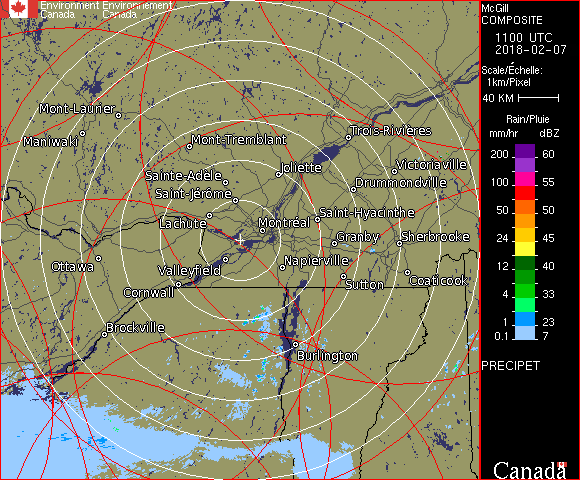 Environment Environnement
Canada Canada
Mont-Laurier
Maniwaki
Mont-Tremblant
Trois-Rivières
Sainte-Adèle
Joliette
Victoriaville
Saint-Jérôme
Drummondville
Lachute
Montréal
Saint-Hyacinthe
Granby
Sherbrooke
Ottawa
Valleyfield
Napierville
Cornwall
Sutton
Coaticook
Brockville
Burlington
McGill
COMPOSITE
1100 UTC
2018-02-07
Scale/Échelle:
1km/Pixel
40 KM
Rain/Pluie
mm/hr dBZ
200 60
155
100 55
50 50
24 45
12 40
4 33
1 23
0.1 7
PRECIPET
Canada